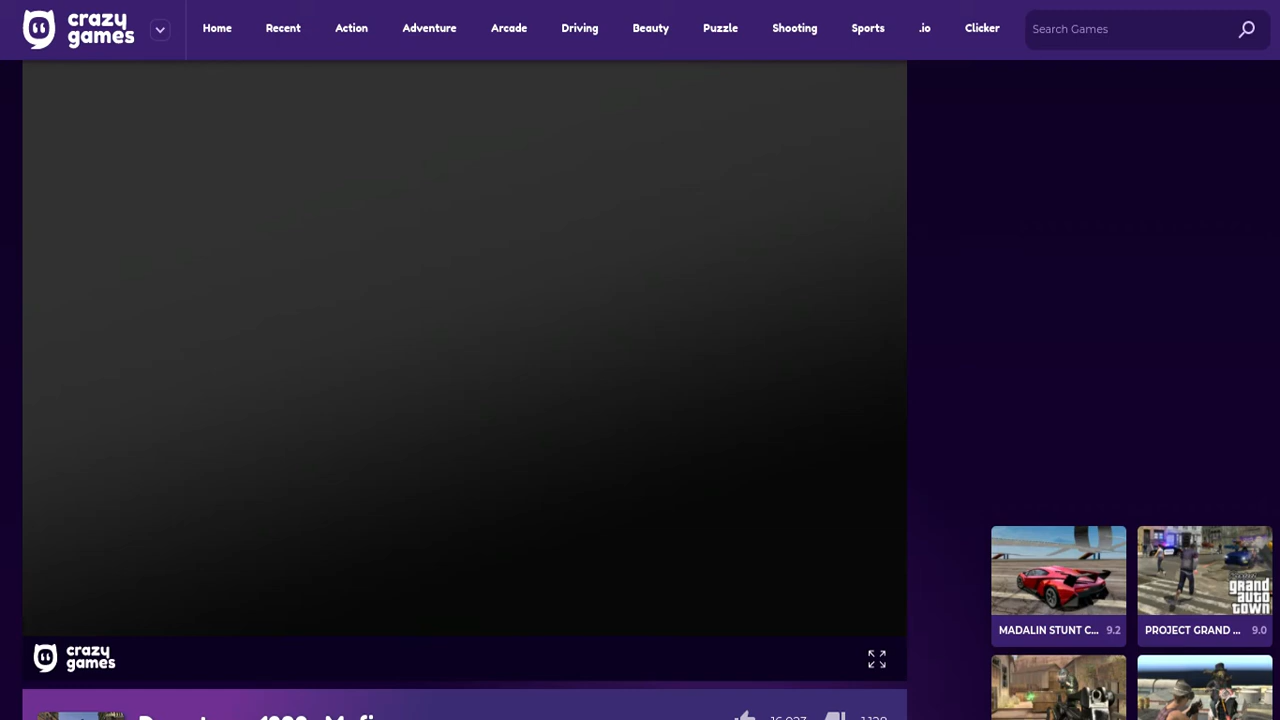 crazy games
Home
Recent
Action
Adventure
Arcade
Driving
Beauty
Puzzle
Shooting
Sports
.io
Clicker
Search Games
grand
auto
town
MADALIN STUNT C... 9.2
PROJECT GRAND ... 9.0
crazy games